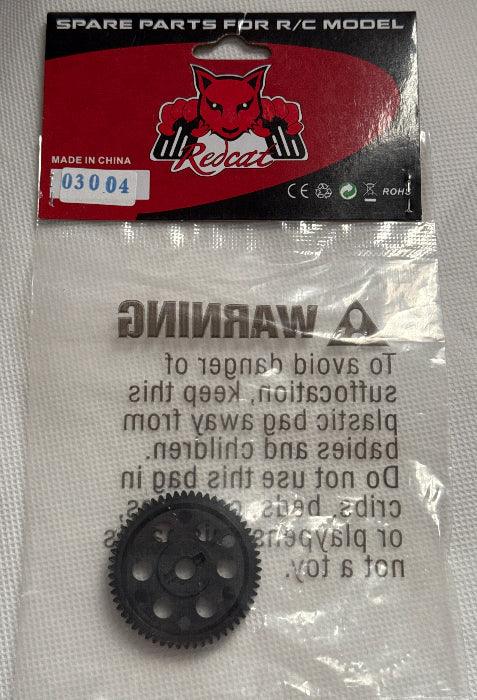 SPARE PARTS FOR R/C MODEL
Redcat
MADE IN CHINA
03004
CE ROHS
WARNING
To avoid danger of
suffocation, keep this
plastic bag away from
babies and children.
Do not use this bag in
cribs, beds,
or playpens
not a toy.